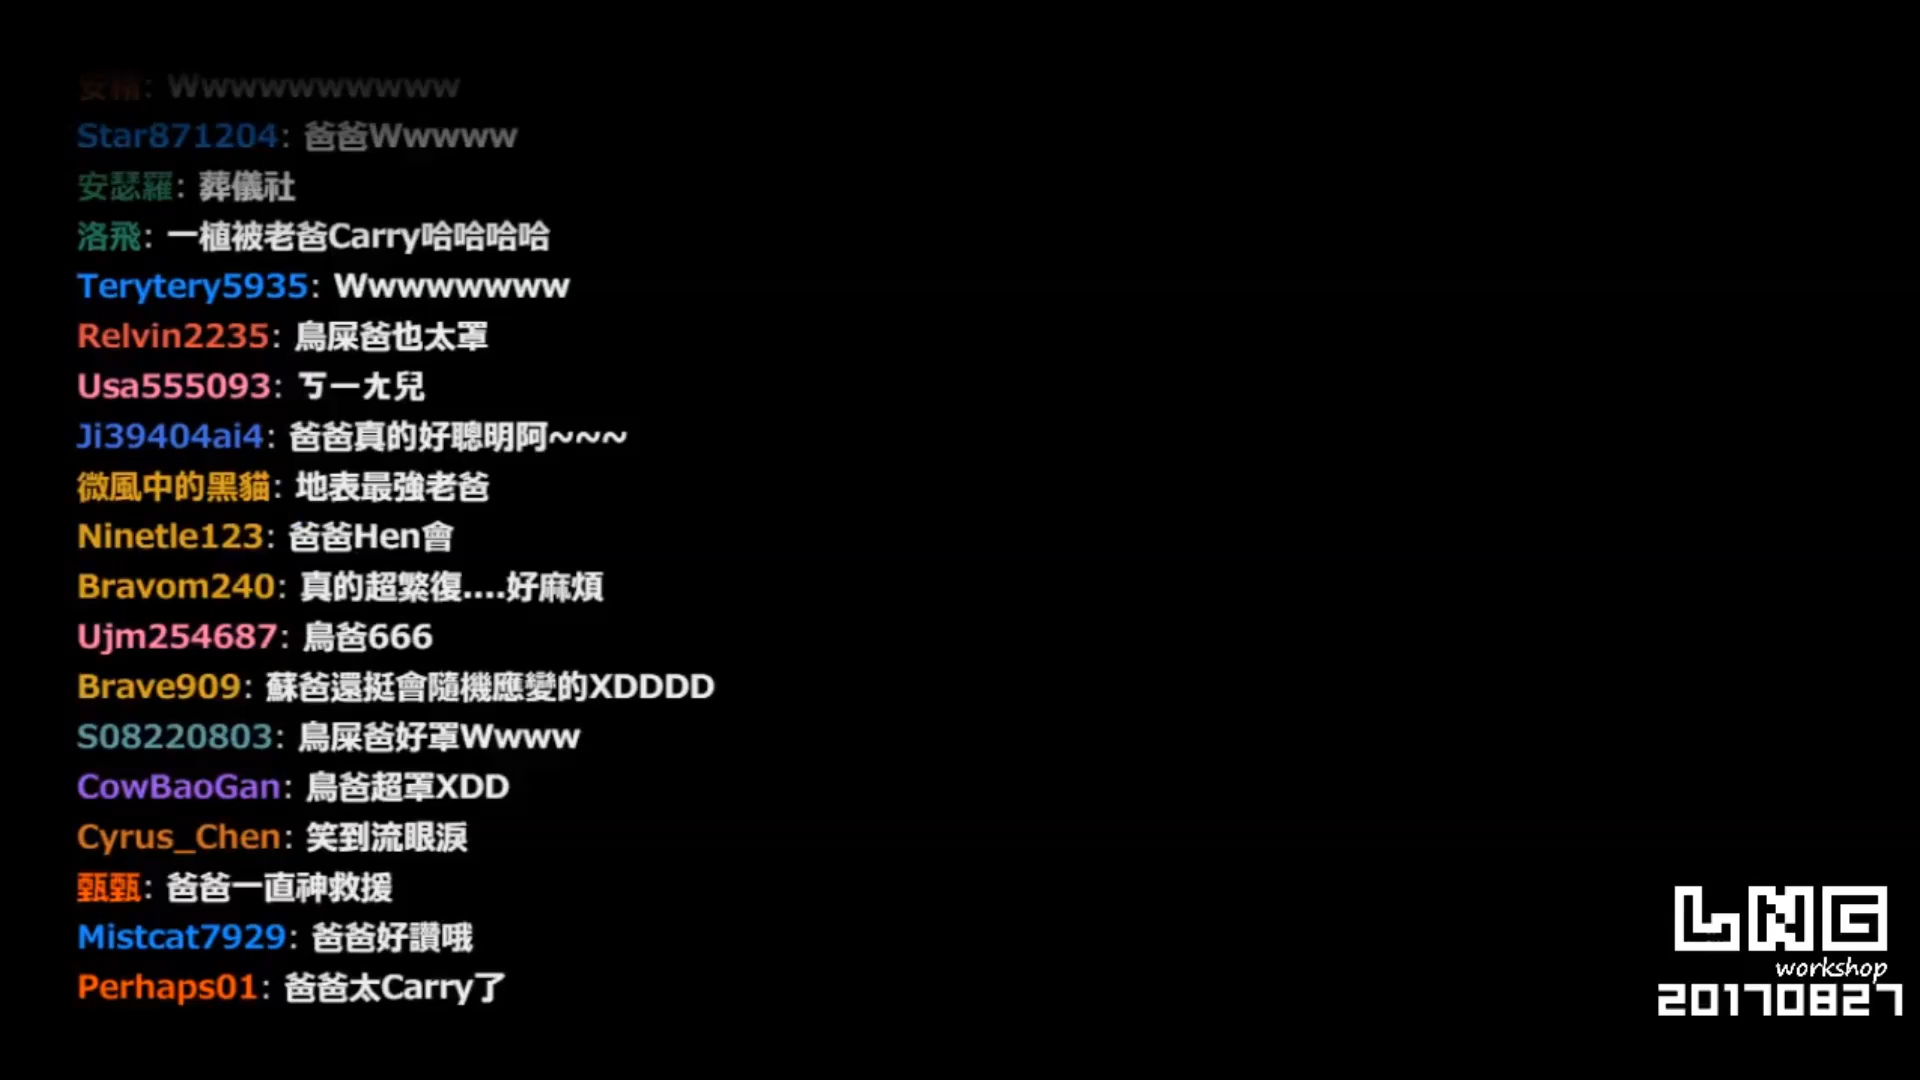 安楠: Wwwwwwwwww
Star871204: 爸爸Wwwww
安瑟羅: 葬儀社
洛飛: 一植被老爸Carry哈哈哈哈
Terytery5935: Wwwwwwww
Relvin2235: 鳥屎爸也太罩
Usa555093: ㄎㄧㄤ兒
Ji39404ai4: 爸爸真的好聰明阿~~~
微風中的黑貓: 地表最強老爸
Ninetle123: 爸爸Hen會
Bravom240: 真的超繁復....好麻煩
Ujm254687: 鳥爸666
Brave909: 蘇爸還挺會隨機應變的XDDDD
S08220803: 鳥屎爸好罩Wwww
CowBaoGan: 鳥爸超罩XDD
Cyrus_Chen: 笑到流眼淚
甄甄: 爸爸一直神救援
Mistcat7929: 爸爸好讚哦
Perhaps01: 爸爸太Carry了
LNG
workshop
20170827